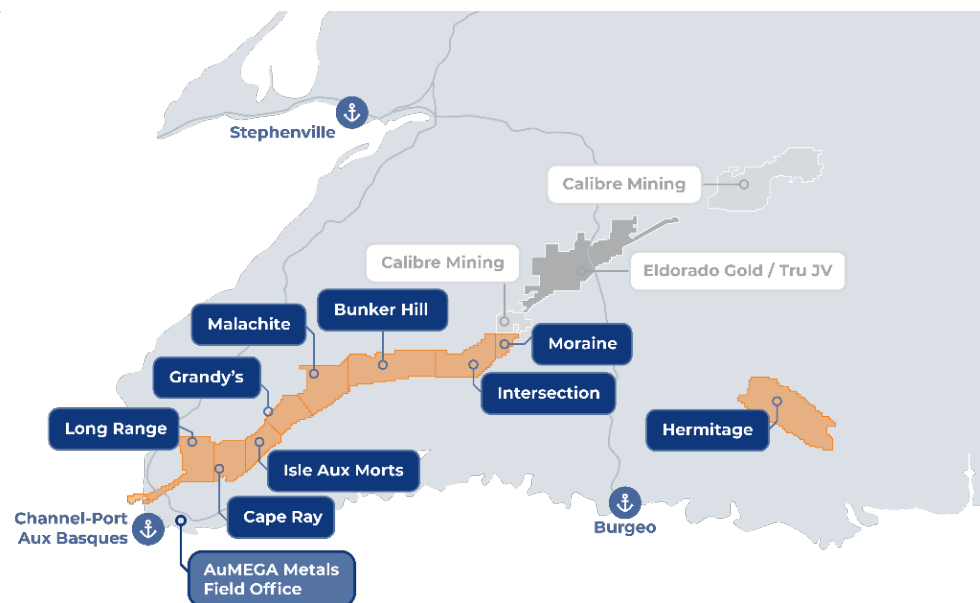 Stephenville
Calibre Mining
Calibre Mining
Eldorado Gold / Tru JV
Bunker Hill
Malachite
Moraine
Grandy’s
Intersection
Long Range
Hermitage
Isle Aux Morts
Cape Ray
Channel-Port
Aux Basques
Burgeo
AuMEGA Metals
Field Office